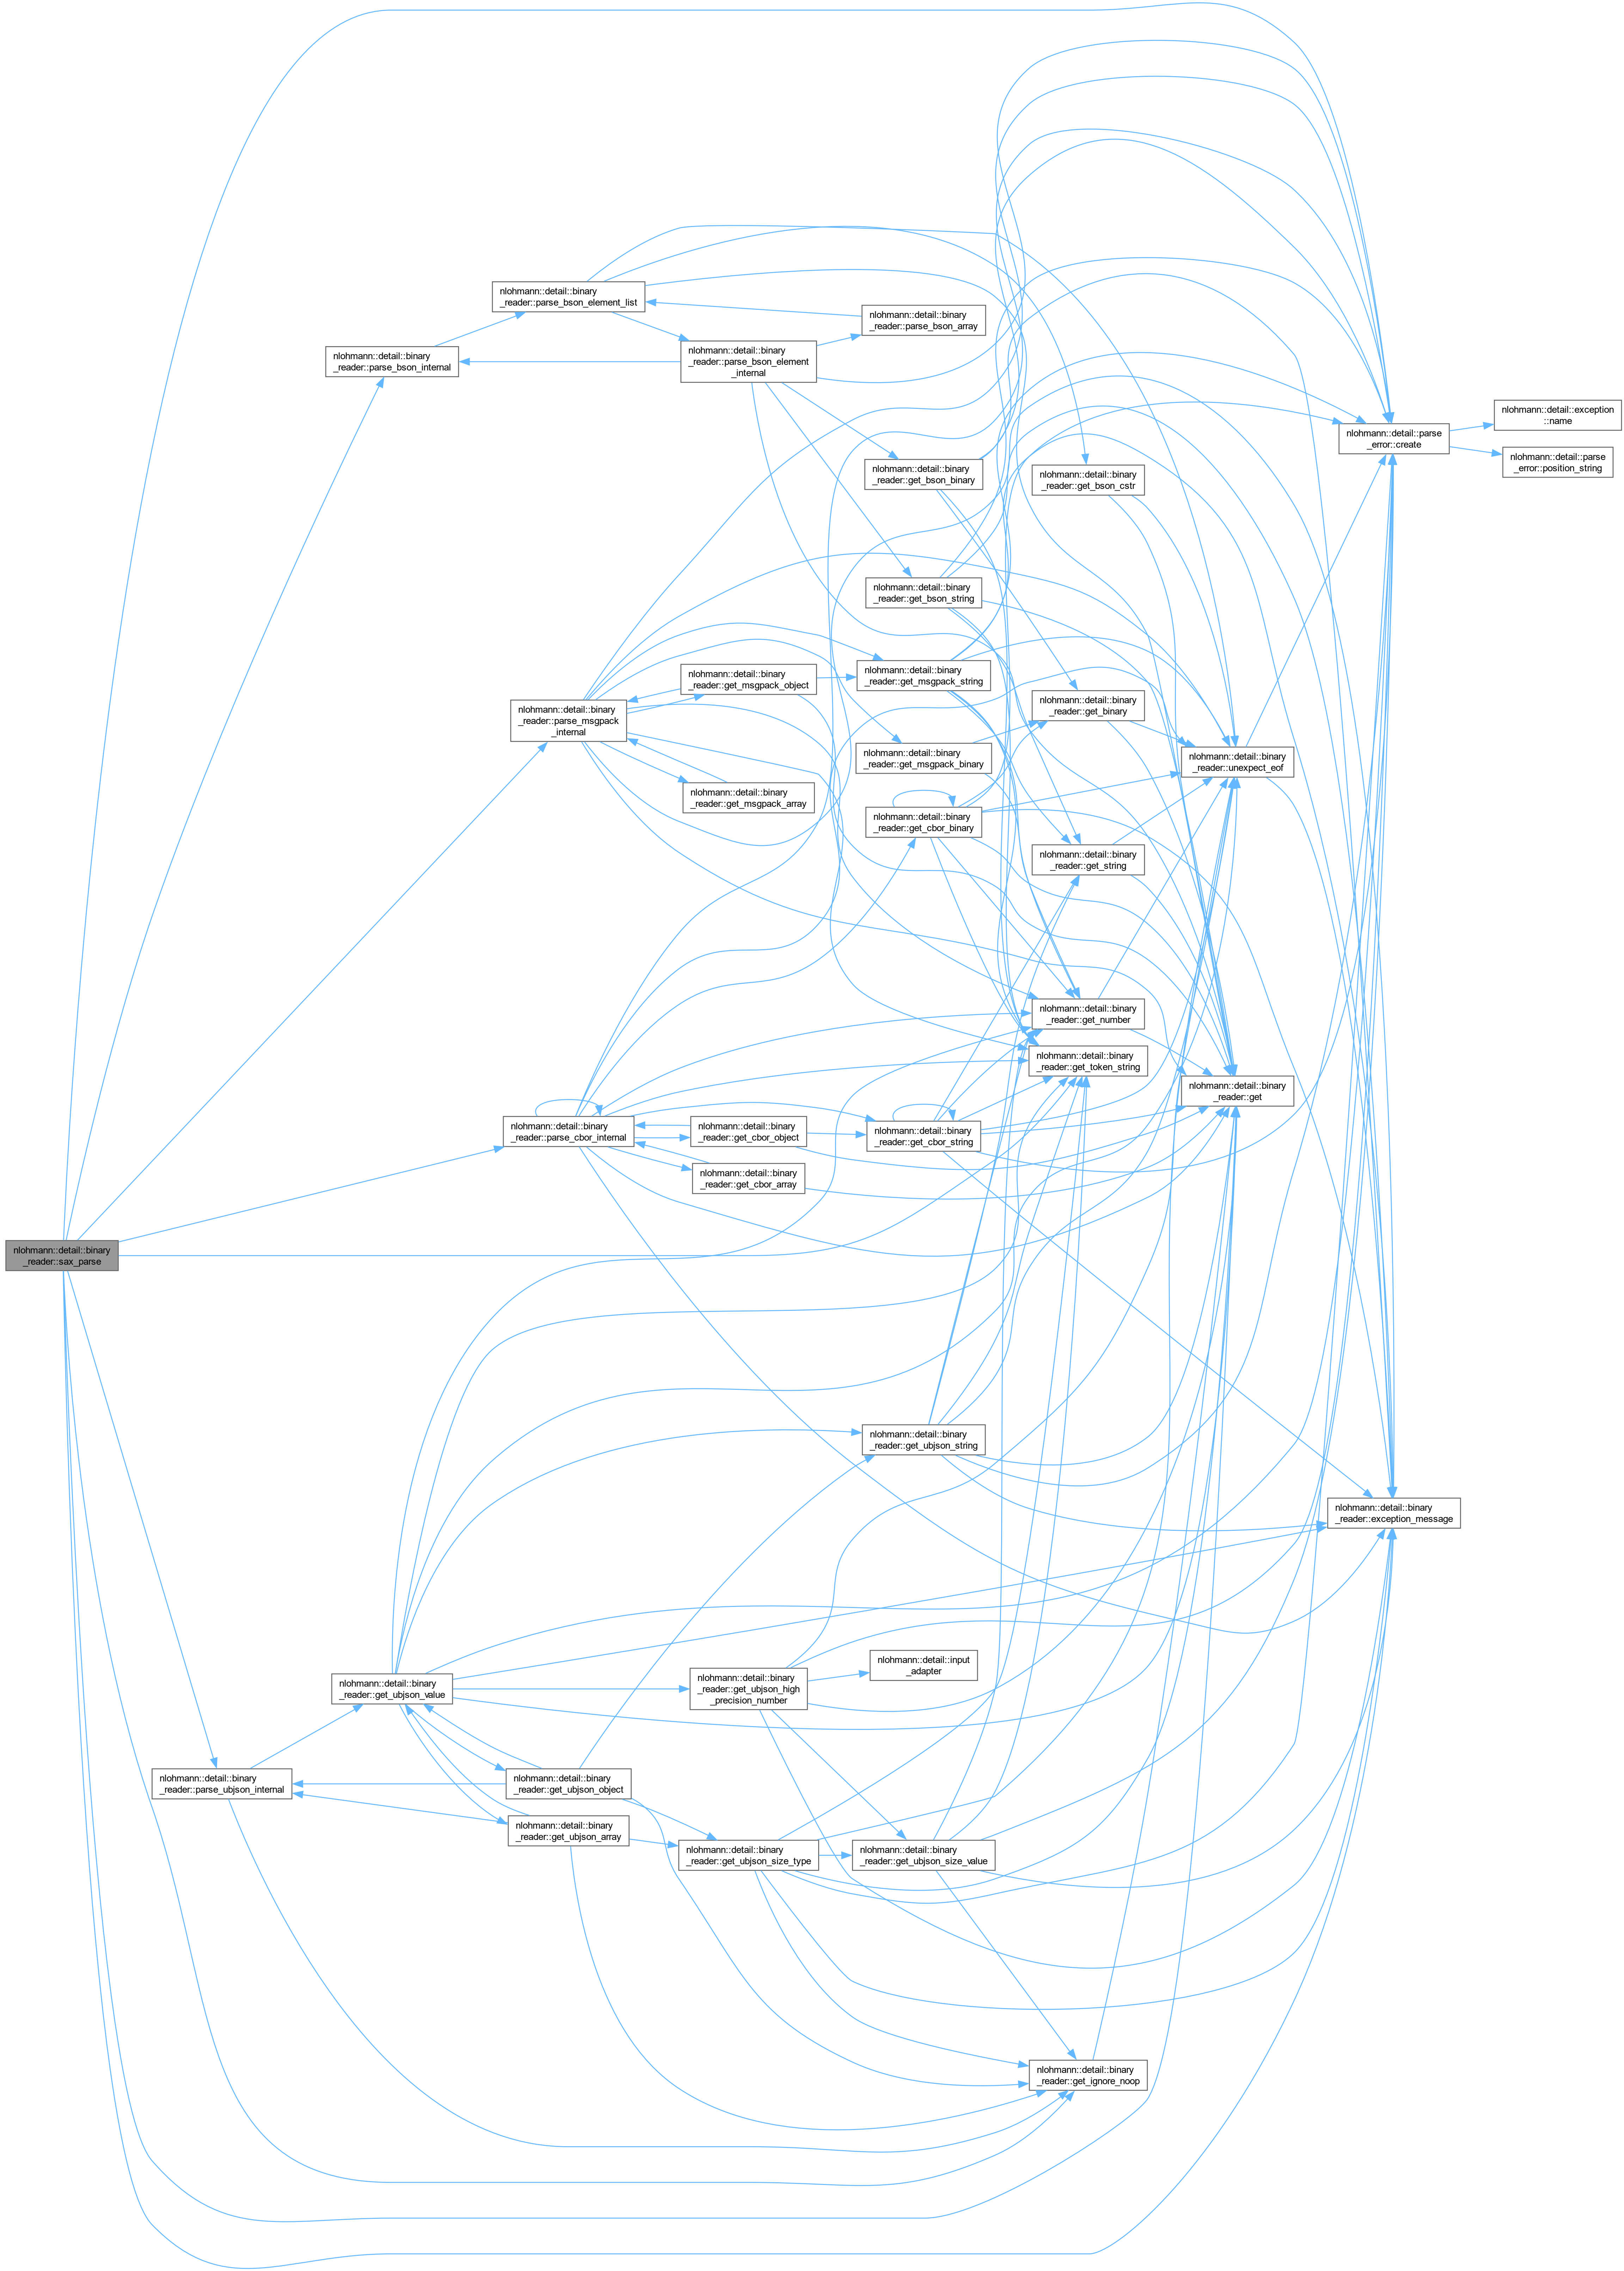 nlohmann::detail::binary
_reader::parse_bson_element_list
nlohmann::detail::binary
_reader::parse_bson_array
nlohmann::detail::binary
_reader::parse_bson_internal
nlohmann::detail::binary
_reader::parse_bson_element
_internal
nlohmann::detail::exception
::name
nlohmann::detail::parse
_error::create
nlohmann::detail::parse
_error::position_string
nlohmann::detail::binary
_reader::get_bson_binary
nlohmann::detail::binary
_reader::get_bson_cstr
nlohmann::detail::binary
_reader::get_bson_string
nlohmann::detail::binary
_reader::get_msgpack_object
nlohmann::detail::binary
_reader::get_msgpack_string
nlohmann::detail::binary
_reader::parse_msgpack
_internal
nlohmann::detail::binary
_reader::get_binary
nlohmann::detail::binary
_reader::get_msgpack_binary
nlohmann::detail::binary
_reader::unexpect_eof
nlohmann::detail::binary
_reader::get_msgpack_array
nlohmann::detail::binary
_reader::get_cbor_binary
nlohmann::detail::binary
_reader::get_string
nlohmann::detail::binary
_reader::get_number
nlohmann::detail::binary
_reader::get_token_string
nlohmann::detail::binary
_reader::get
nlohmann::detail::binary
_reader::parse_cbor_internal
nlohmann::detail::binary
_reader::get_cbor_object
nlohmann::detail::binary
_reader::get_cbor_string
nlohmann::detail::binary
_reader::get_cbor_array
nlohmann::detail::binary
_reader::sax_parse
nlohmann::detail::binary
_reader::get_ubjson_string
nlohmann::detail::binary
_reader::exception_message
nlohmann::detail::input
_adapter
nlohmann::detail::binary
_reader::get_ubjson_value
nlohmann::detail::binary
_reader::get_ubjson_high
_precision_number
nlohmann::detail::binary
_reader::parse_ubjson_internal
nlohmann::detail::binary
_reader::get_ubjson_object
nlohmann::detail::binary
_reader::get_ubjson_array
nlohmann::detail::binary
_reader::get_ubjson_size_type
nlohmann::detail::binary
_reader::get_ubjson_size_value
nlohmann::detail::binary
_reader::get_ignore_noop